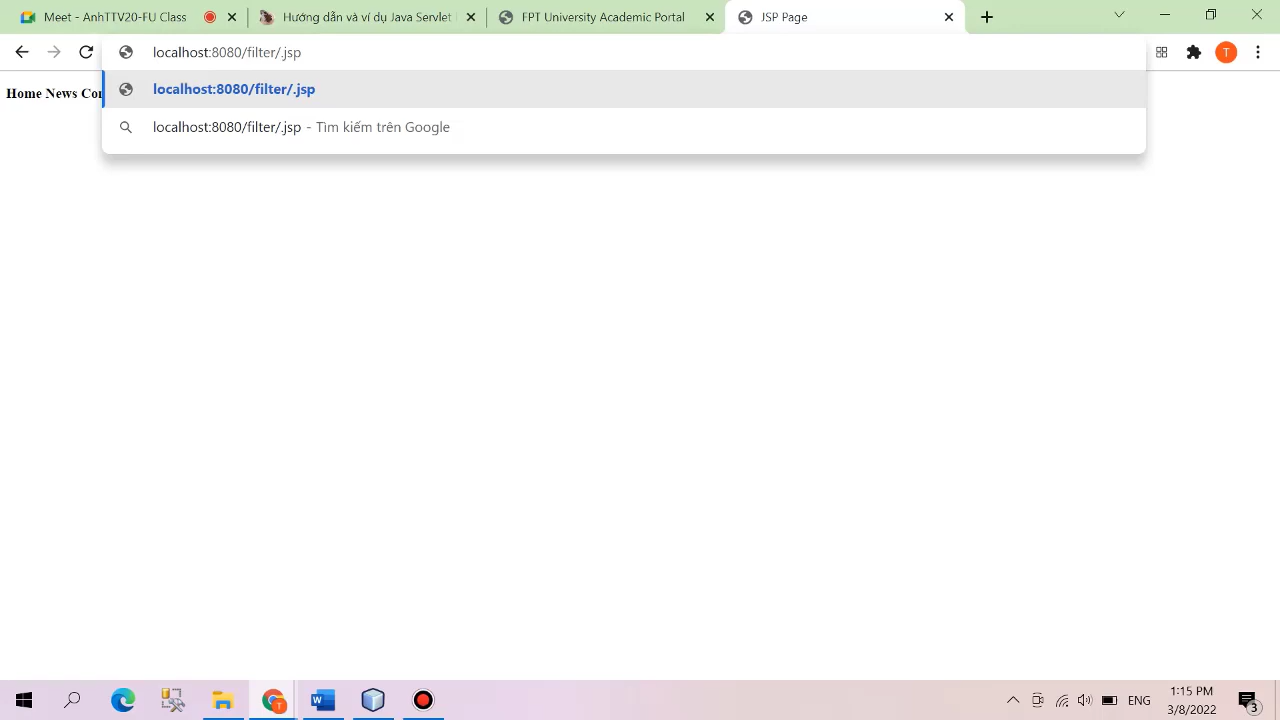 Meet - AnhTTV20-FU Class
Hướng dẫn và ví dụ Java Servlet
FPT University Academic Portal
JSP Page
localhost:8080/filter/.jsp
T
localhost:8080/filter/.jsp
Home News Con
localhost:8080/filter/.jsp - Tìm kiếm trên Google
T
W
ENG
1:15 PM
3/8/2022
3